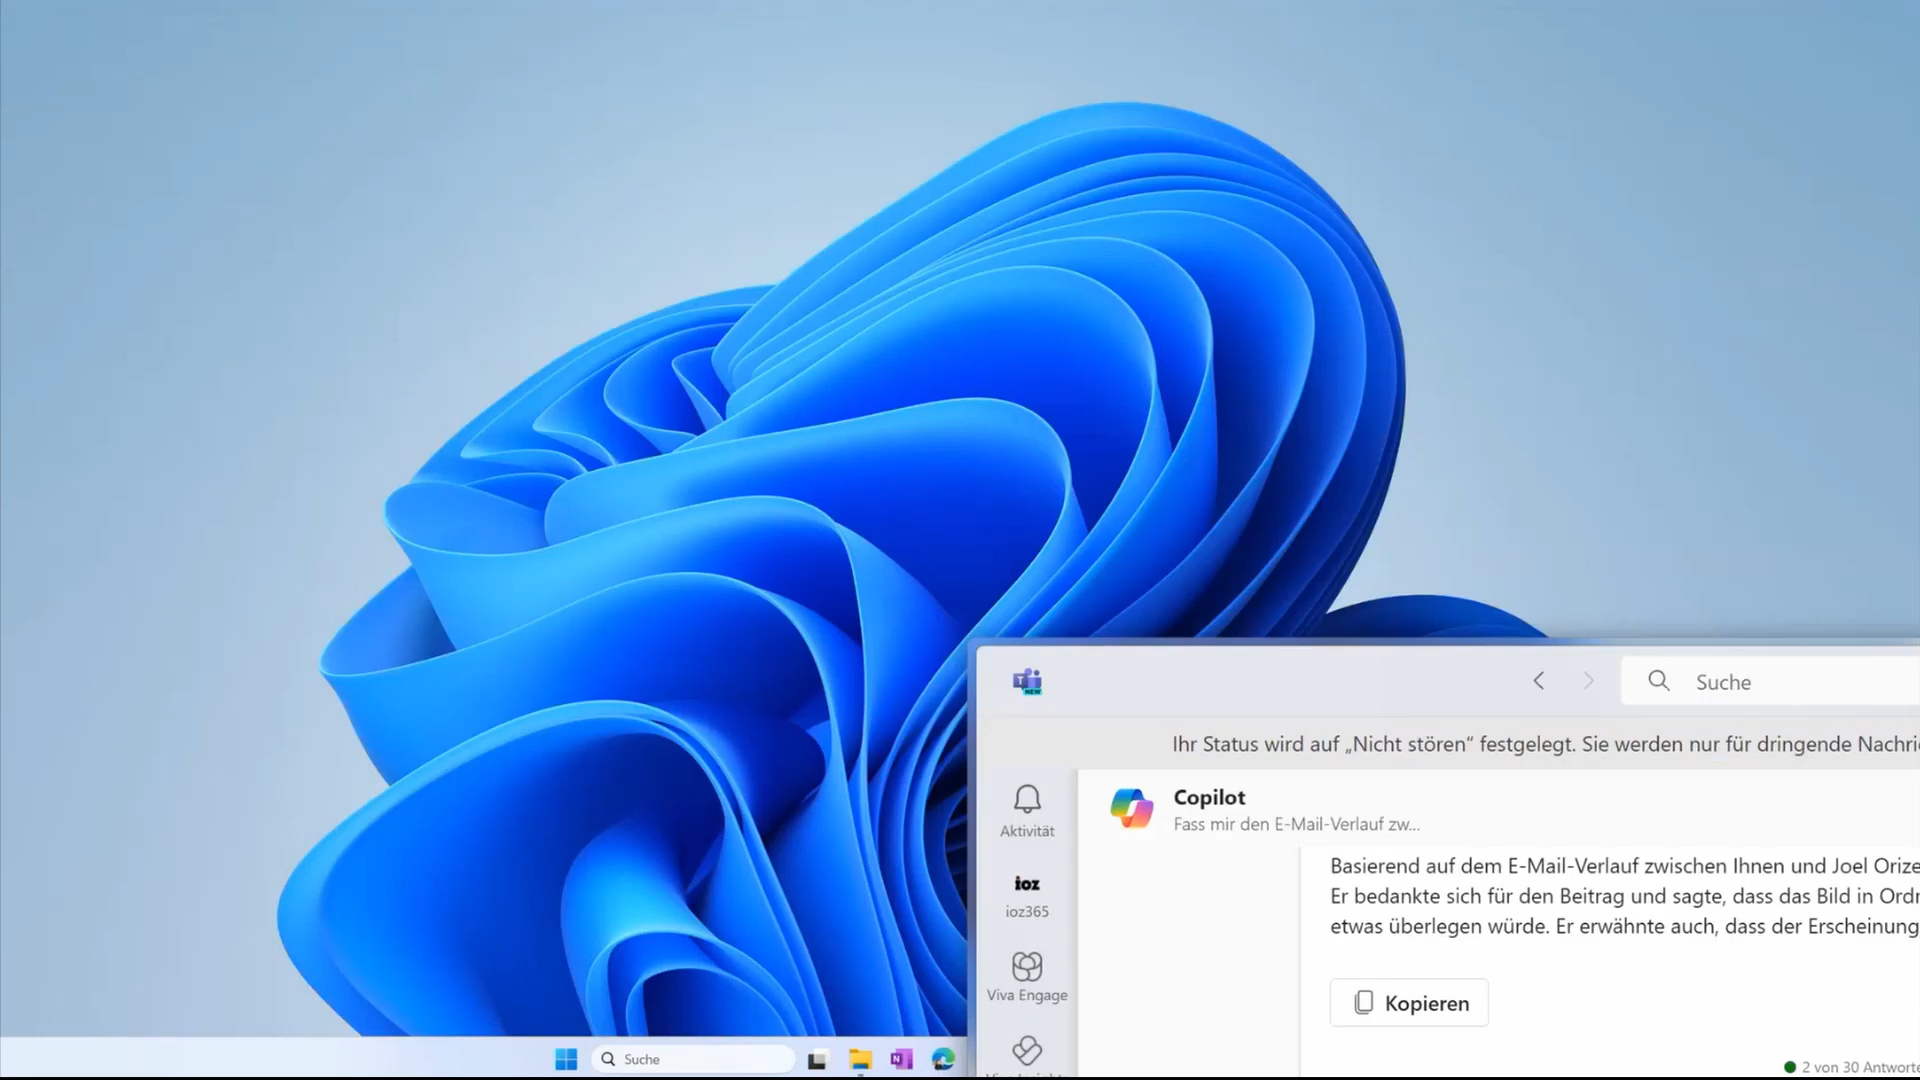 NEW
Suche
Ihr Status wird auf „Nicht stören“ festgelegt. Sie werden nur für dringende
Copilot
Fass mir den E-Mail-Verlauf zw...
Aktivität
ioz
ioz365
Viva Engage
Basierend auf dem E-Mail-Verlauf zwischen Ihnen und Joel
Er bedankte sich für den Beitrag und sagte, dass das Bild in
etwas überlegen würde. Er erwähnte auch, dass der
Kopieren
2 von 30
Suche